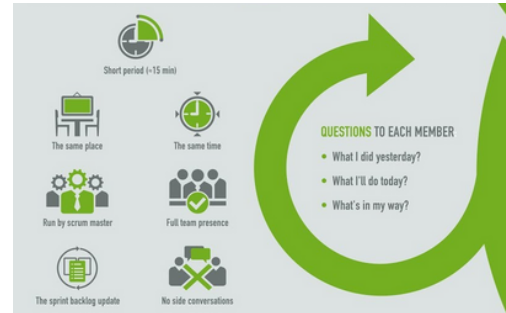 Short period (≈15 min)
The same place
The same time
Run by scrum master
Full team presence
The sprint backlog update
No side conversations
QUESTIONS TO EACH MEMBER
• What I did yesterday?
• What I'll do today?
• What's in my way?